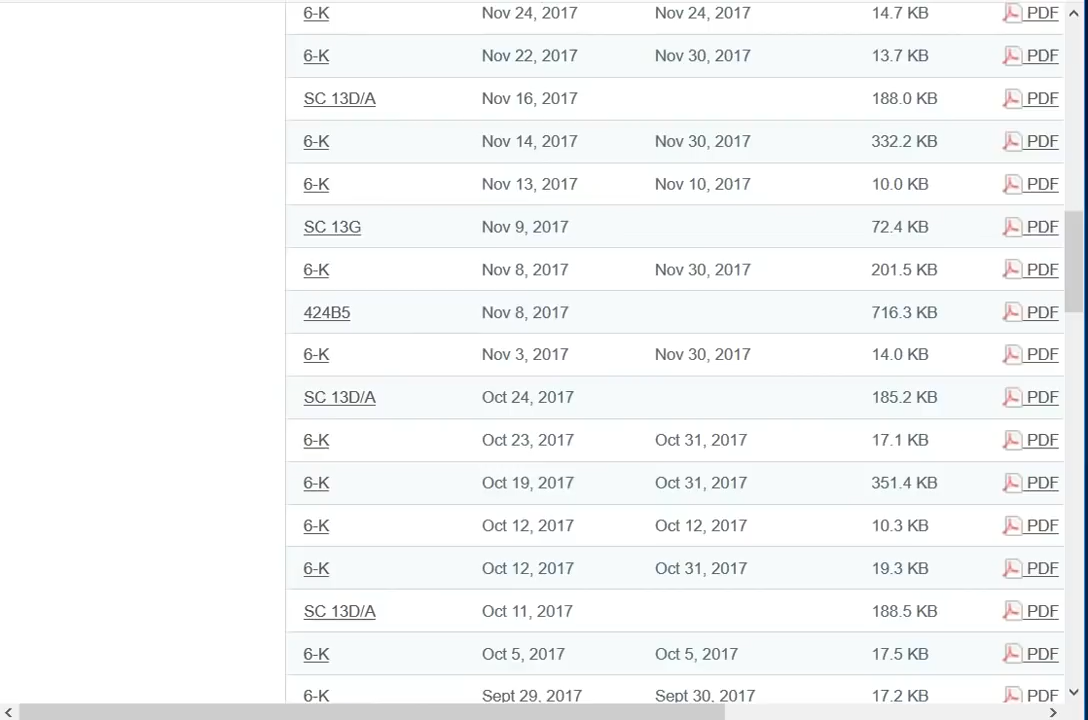 6-K Nov 24, 2017 Nov 24, 2017 14.7 KB PDF
6-K Nov 22, 2017 Nov 30, 2017 13.7 KB PDF
SC 13D/A Nov 16, 2017 188.0 KB PDF
6-K Nov 14, 2017 Nov 30, 2017 332.2 KB PDF
6-K Nov 13, 2017 Nov 10, 2017 10.0 KB PDF
SC 13G Nov 9, 2017 72.4 KB PDF
6-K Nov 8, 2017 Nov 30, 2017 201.5 KB PDF
424B5 Nov 8, 2017 716.3 KB PDF
6-K Nov 3, 2017 Nov 30, 2017 14.0 KB PDF
SC 13D/A Oct 24, 2017 185.2 KB PDF
6-K Oct 23, 2017 Oct 31, 2017 17.1 KB PDF
6-K Oct 19, 2017 Oct 31, 2017 351.4 KB PDF
6-K Oct 12, 2017 Oct 12, 2017 10.3 KB PDF
6-K Oct 12, 2017 Oct 31, 2017 19.3 KB PDF
SC 13D/A Oct 11, 2017 188.5 KB PDF
6-K Oct 5, 2017 Oct 5, 2017 17.5 KB PDF
6-K Sept 29, 2017 Sept 30, 2017 17.2 KB PDF